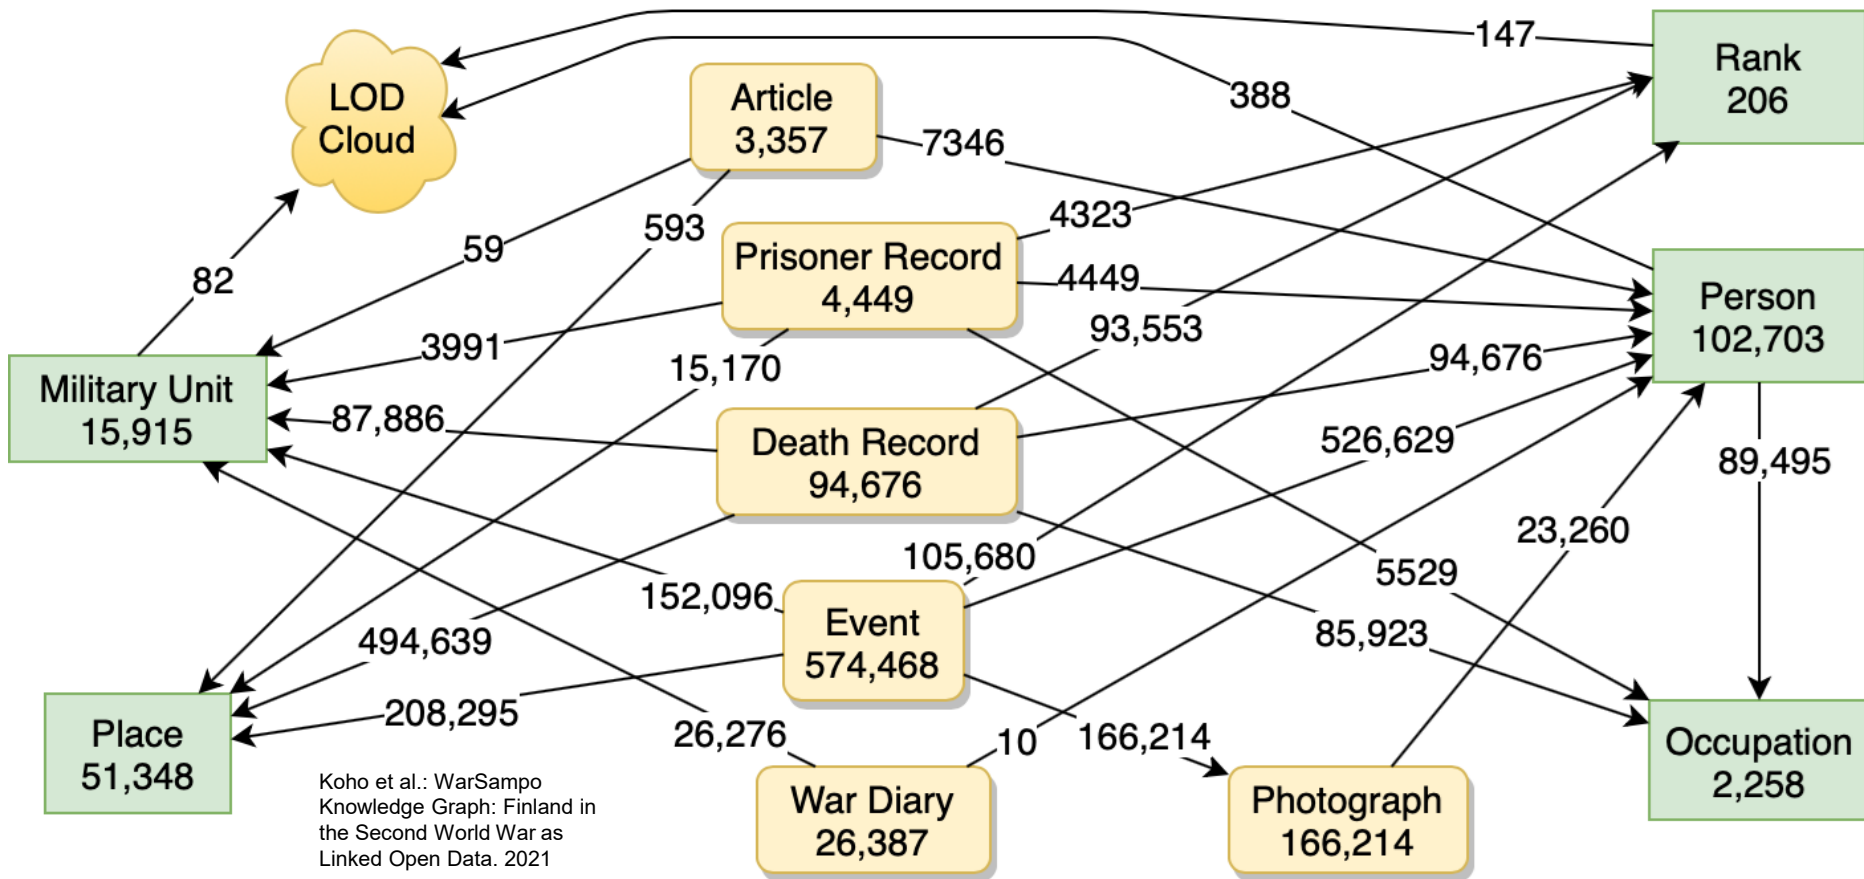 147
Rank
206
LOD
Cloud
388
Article
3,357
7346
593
4323
59
Prisoner Record
4,449
4449
82
Person
102,703
3991
93,553
15,170
94,676
Military Unit
15,915
87,886
Death Record
94,676
526,629
89,495
23,260
105,680
5529
152,096
Event
574,468
85,923
494,639
208,295
26,276
10
166,214
Place
51,348
Occupation
2,258
Koho et al.: WarSampo
Knowledge Graph: Finland in
the Second World War as
Linked Open Data. 2021
War Diary
26,387
Photograph
166,214